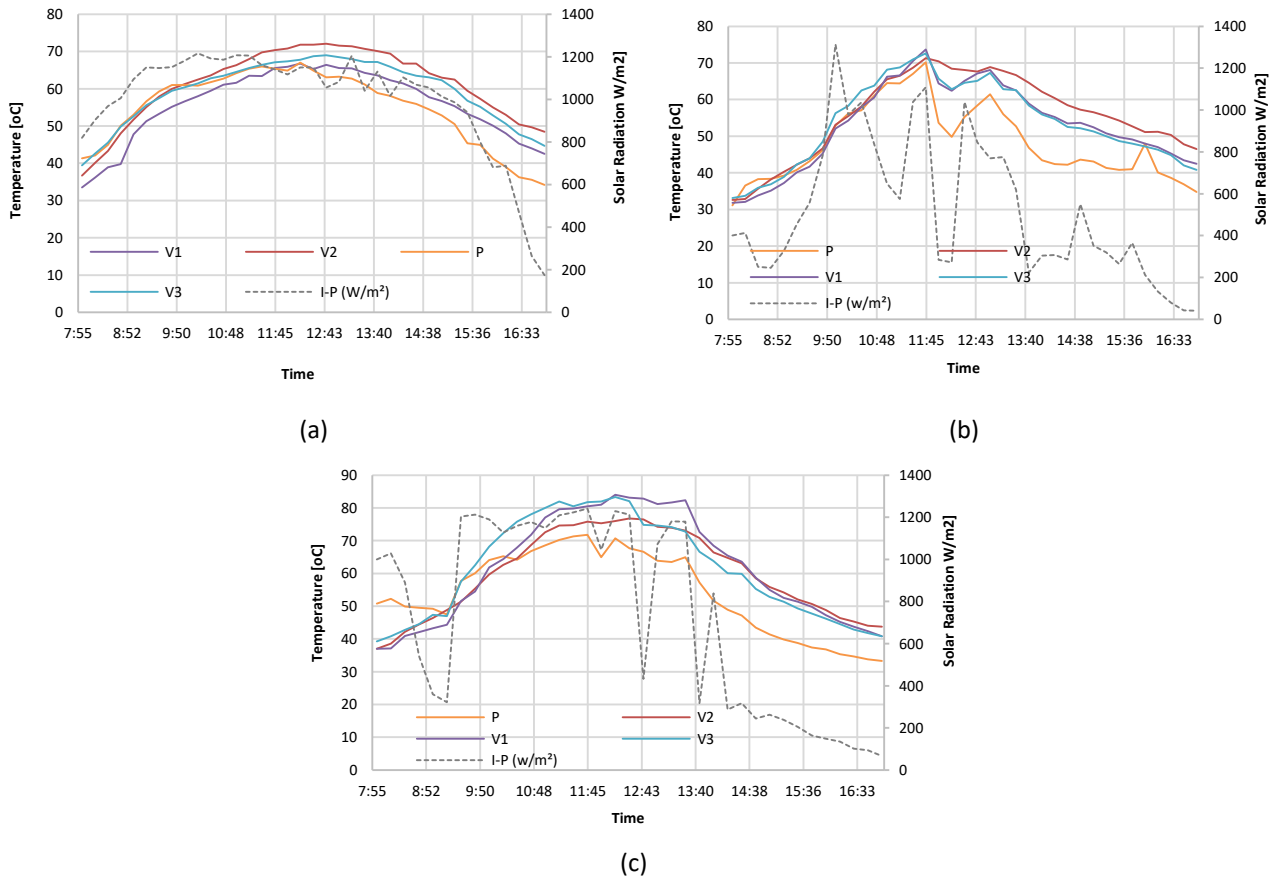 80
70
60
50
40
30
20
10
0
Temperature [oC]
1400
1200
1000
800
600
400
200
0
Solar Radiation W/m2
V1 V2 P
V3 I-P (W/m²)
7:55 8:52 9:50 10:48 11:45 12:43 13:40 14:38 15:36 16:33
Time
(a)
80
70
60
50
40
30
20
10
0
Temperature [oC]
1400
1200
1000
800
600
400
200
0
Solar Radiation W/m2
P V2
V1 V3
I-P (w/m²)
7:55 8:52 9:50 10:48 11:45 12:43 13:40 14:38 15:36 16:33
Time
(b)
90
80
70
60
50
40
30
20
10
0
Temperature [oC]
1400
1200
1000
800
600
400
200
0
Solar Radiation W/m2
P V2
V1 V3
I-P (w/m²)
7:55 8:52 9:50 10:48 11:45 12:43 13:40 14:38 15:36 16:33
Time
(c)